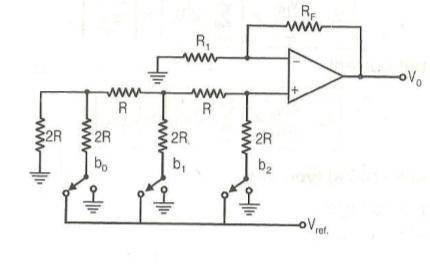 R_F
R_1
−
+
V_0
R
R
2R
2R
2R
2R
b_0
b_1
b_2
V_ref.